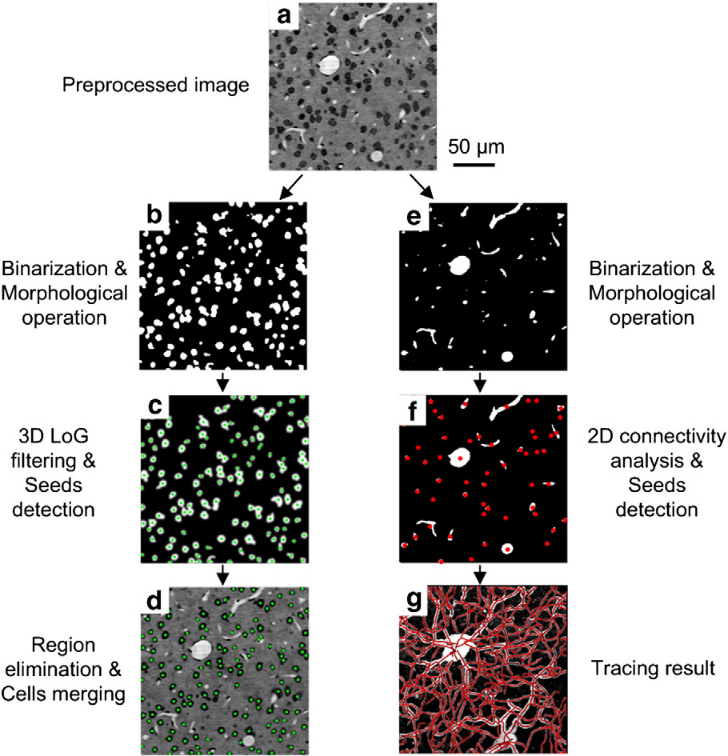 a
Preprocessed image
50 µm
b
Binarization &
Morphological
operation
e
Binarization &
Morphological
operation
c
3D LoG
filtering &
Seeds
detection
f
2D connectivity
analysis &
Seeds
detection
d
Region
elimination &
Cells merging
g
Tracing result